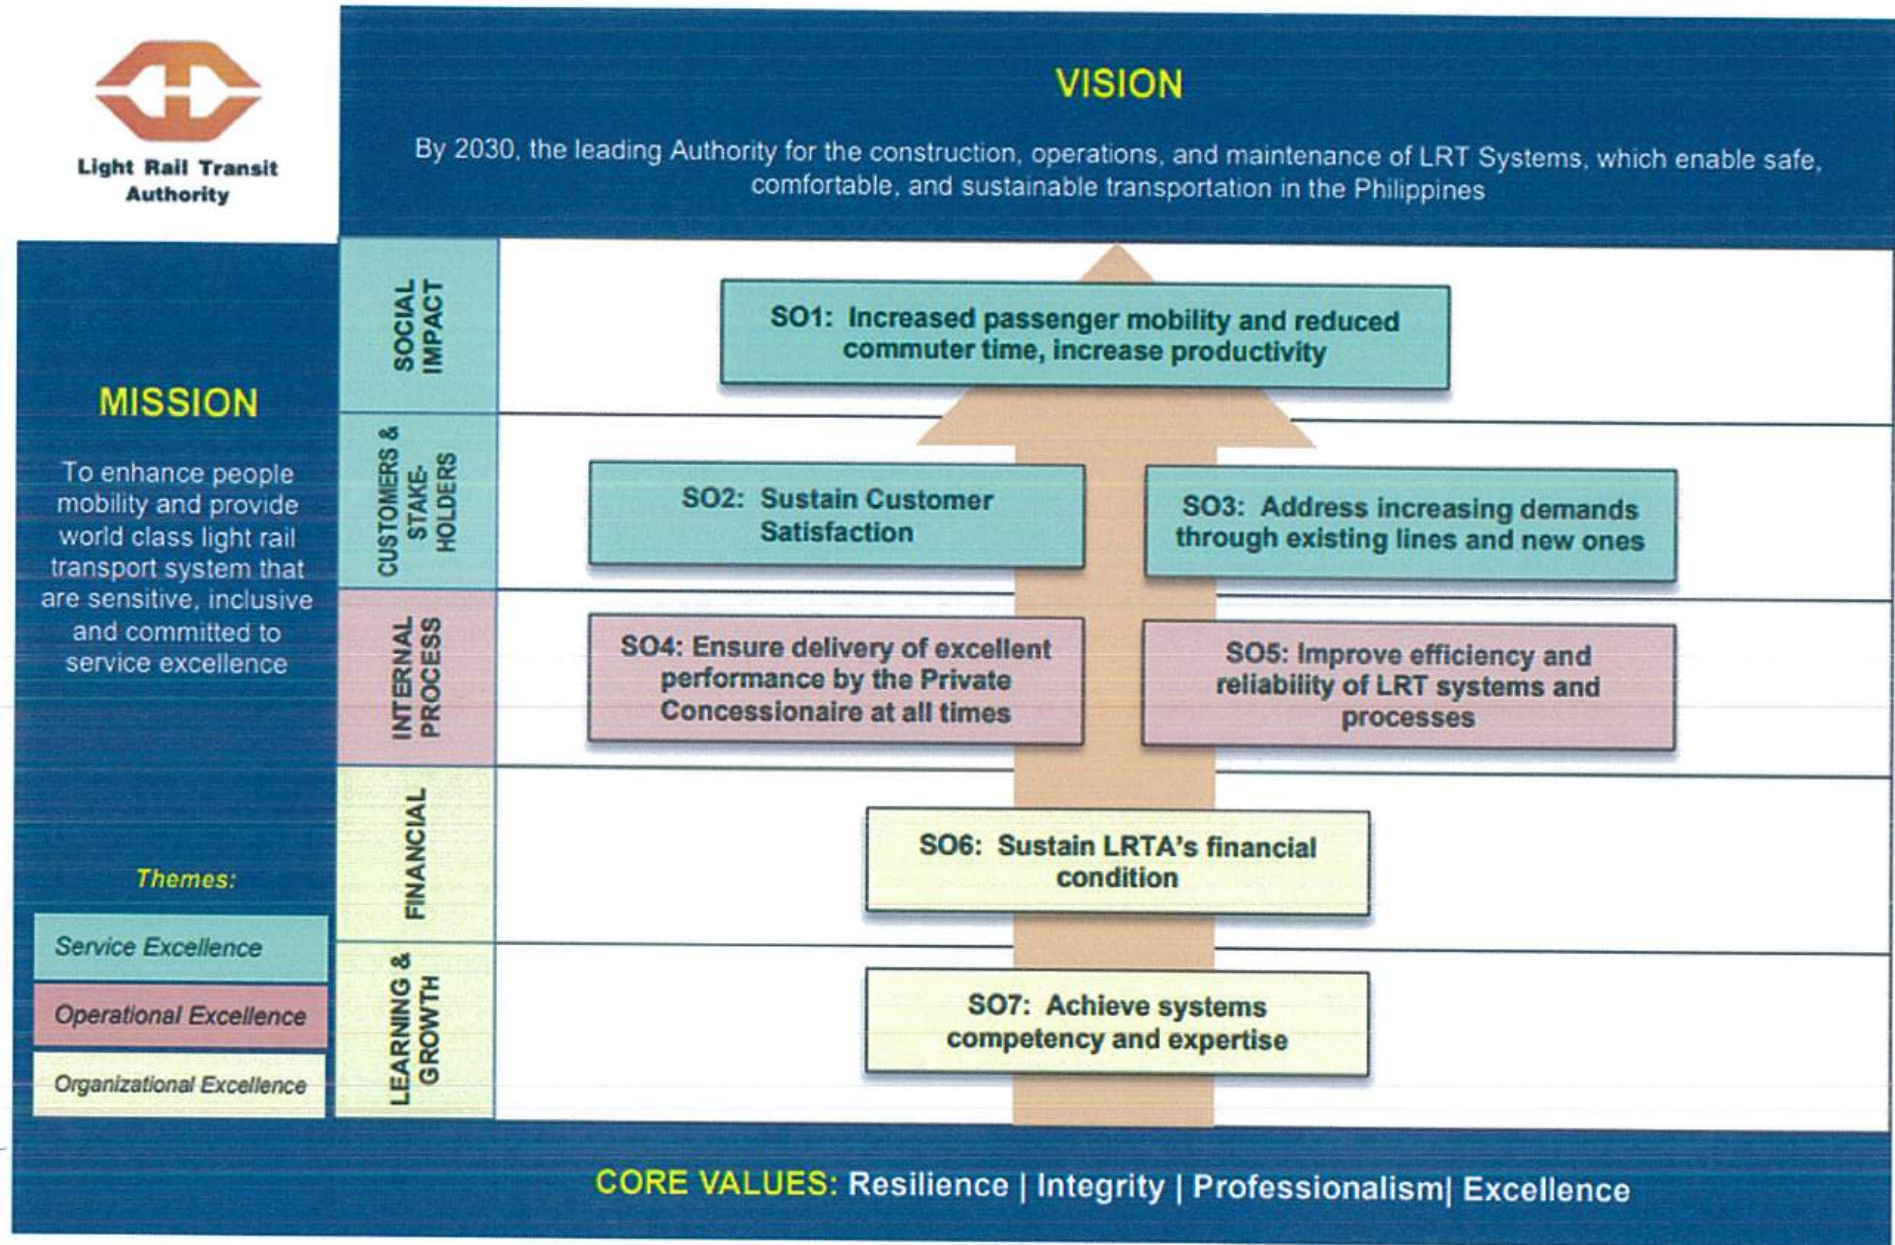 Light Rail Transit
Authority
VISION
By 2030, the leading Authority for the construction, operations, and maintenance of LRT Systems, which enable safe,
comfortable, and sustainable transportation in the Philippines
MISSION
To enhance people
mobility and provide
world class light rail
transport system that
are sensitive, inclusive
and committed to
service excellence
Themes:
Service Excellence
Operational Excellence
Organizational Excellence
SOCIAL
IMPACT
SO1: Increased passenger mobility and reduced
commuter time, increase productivity
CUSTOMERS &
STAKE-
HOLDERS
SO2: Sustain Customer
Satisfaction
SO3: Address increasing demands
through existing lines and new ones
INTERNAL
PROCESS
SO4: Ensure delivery of excellent
performance by the Private
Concessionaire at all times
SO5: Improve efficiency and
reliability of LRT systems and
processes
FINANCIAL
SO6: Sustain LRTA's financial
condition
LEARNING &
GROWTH
SO7: Achieve systems
competency and expertise
CORE VALUES: Resilience | Integrity | Professionalism| Excellence